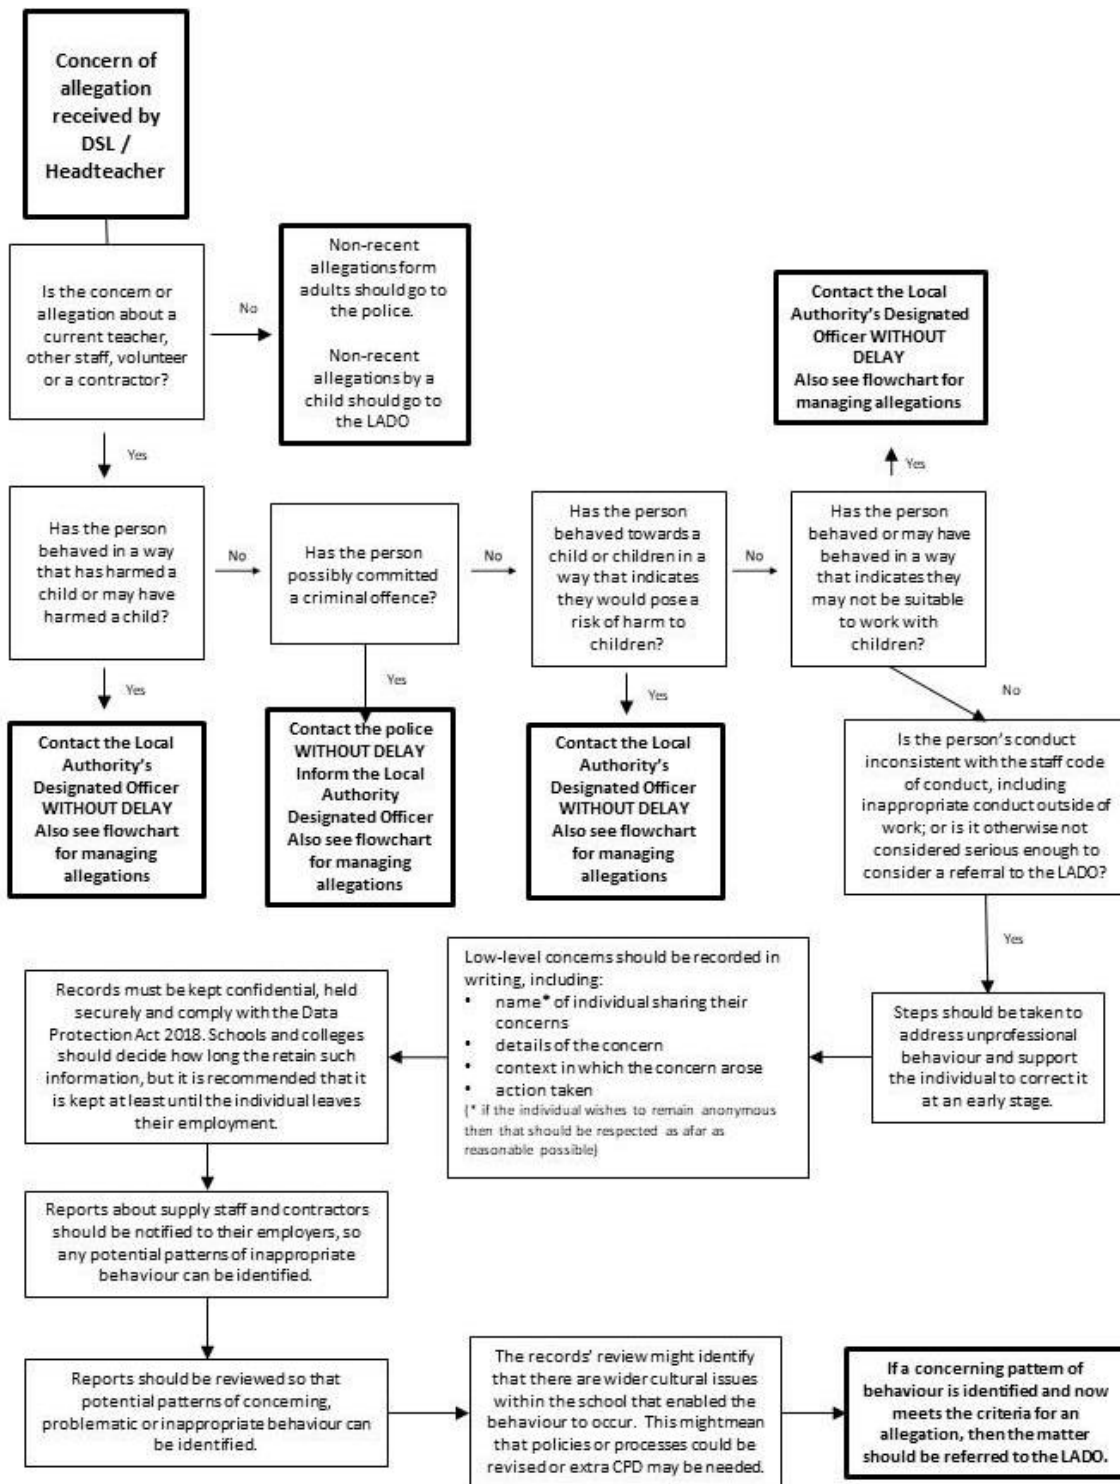 Concern of
allegation
received by
DSL /
Headteacher
Is the concern or
allegation about a
current teacher,
other staff, volunteer
or a contractor?
No
Non-recent
allegations form
adults should go to
the police.
Non-recent
allegations by a
child should go to
the LADO
Contact the Local
Authority's Designated
Officer WITHOUT
DELAY
Also see flowchart for
managing allegations
Yes
Yes
Has the person
behaved in a way
that has harmed a
child or may have
harmed a child?
No
Has the person
possibly committed
a criminal offence?
No
Has the person
behaved towards a
child or children in a
way that indicates
they would pose a
risk of harm to
children?
No
Has the person
behaved or may have
behaved in a way
that indicates they
may not be suitable
to work with
children?
Yes
Yes
Yes
No
Contact the Local
Authority's
Designated Officer
WITHOUT DELAY
Also see flowchart
for managing
allegations
Contact the police
WITHOUT DELAY
Inform the Local
Authority
Designated Officer
Also see flowchart
for managing
allegations
Contact the Local
Authority's
Designated Officer
WITHOUT DELAY
Also see flowchart
for managing
allegations
Is the person's conduct
inconsistent with the staff code
of conduct, including
inappropriate conduct outside of
work; or is it otherwise not
considered serious enough to
consider a referral to the LADO?
Yes
Steps should be taken to
address unprofessional
behaviour and support
the individual to correct it
at an early stage.
Low-level concerns should be recorded in
writing, including:
• name* of individual sharing their
concerns
• details of the concern
• context in which the concern arose
• action taken
(* if the individual wishes to remain anonymous
then that should be respected as afar as
reasonable possible)
Records must be kept confidential, held
securely and comply with the Data
Protection Act 2018. Schools and colleges
should decide how long the retain such
information, but it is recommended that it
is kept at least until the individual leaves
their employment.
Reports about supply staff and contractors
should be notified to their employers, so
any potential patterns of inappropriate
behaviour can be identified.
Reports should be reviewed so that
potential patterns of concerning,
problematic or inappropriate behaviour can
be identified.
The records' review might identify
that there are wider cultural issues
within the school that enabled the
behaviour to occur. This might mean
that policies or processes could be
revised or extra CPD may be needed.
If a concerning pattern of
behaviour is identified and now
meets the criteria for an
allegation, then the matter
should be referred to the LADO.